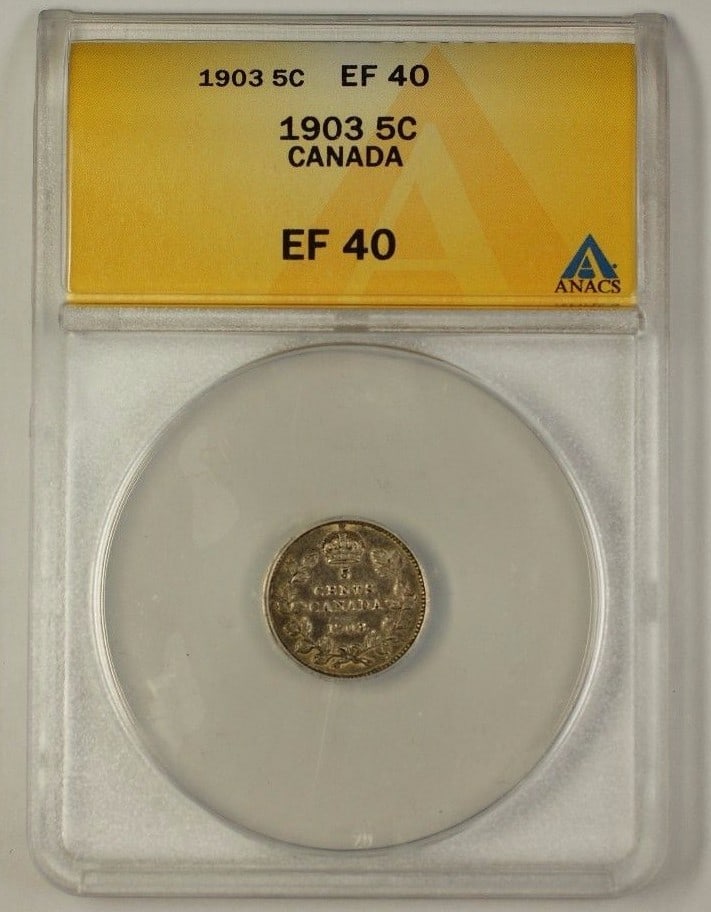 1903 5C EF 40
1903 5C
CANADA
EF 40
ANACS
5
CENTS
CANADA